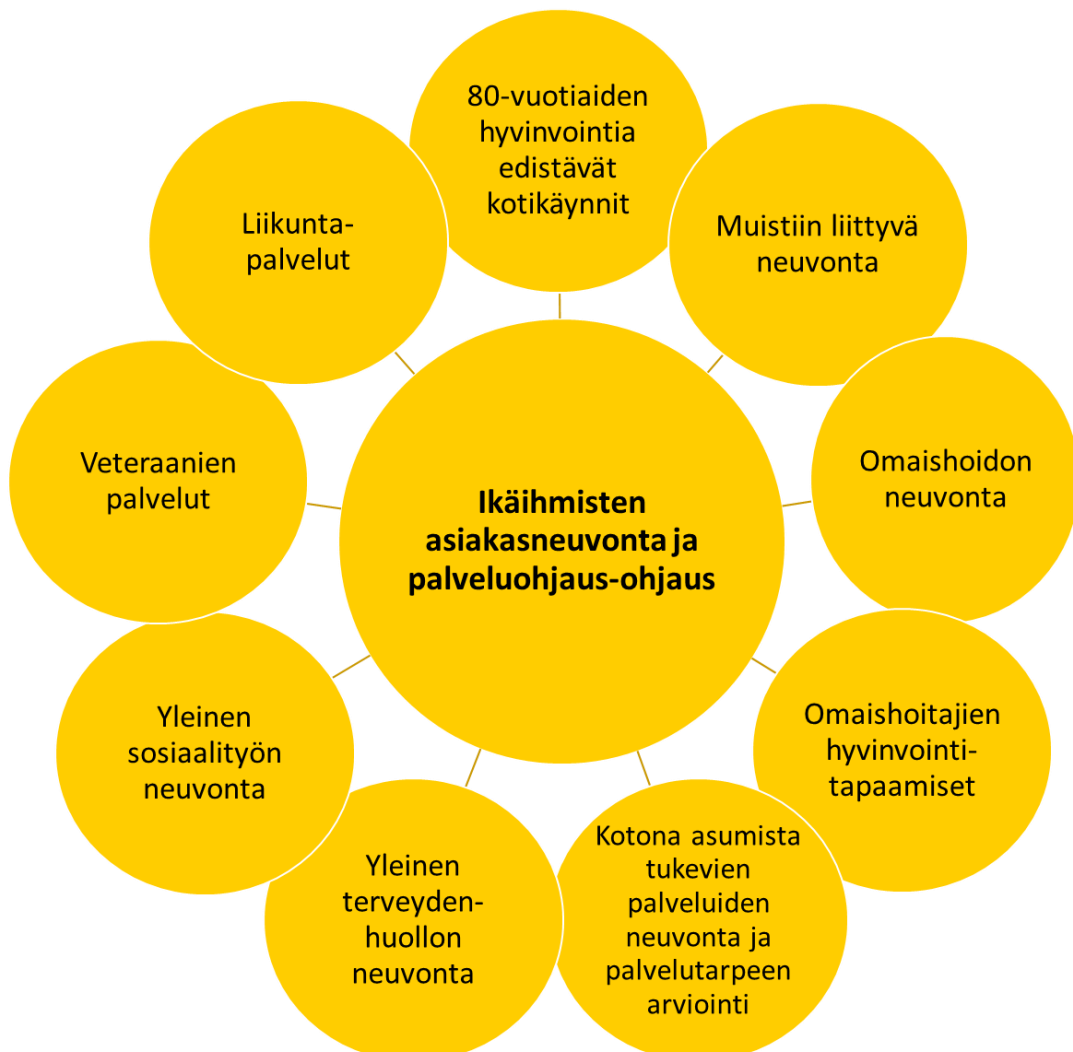 80-vuotiaiden
hyvinvointia
edistävät
kotikäynnit
Muistiin liittyvä
neuvonta
Omaishoidon
neuvonta
Omaishoitajien
hyvinvointi-
tapaamiset
Kotona asumista
tukevien
palveluiden
neuvonta ja
palvelutarpeen
arviointi
Yleinen
terveyden-
huollon
neuvonta
Yleinen
sosiaalityön
neuvonta
Veteraanien
palvelut
Liikunta-
palvelut
Ikäihmisten
asiakasneuvonta ja
palveluohjaus-ohjaus